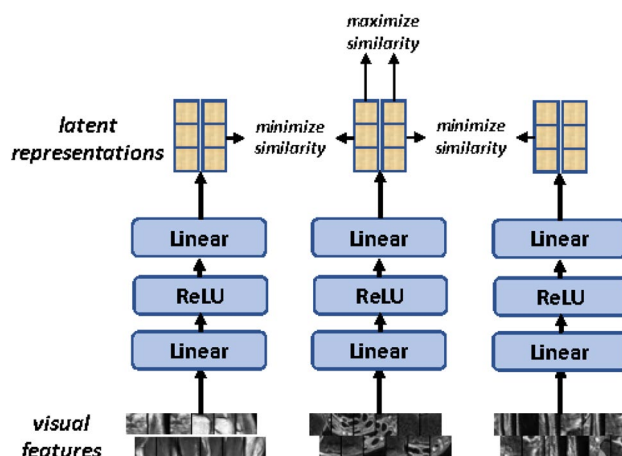 maximize
similarity
latent
representations
minimize
similarity
minimize
similarity
Linear
Linear
Linear
ReLU
ReLU
ReLU
Linear
Linear
Linear
visual
features